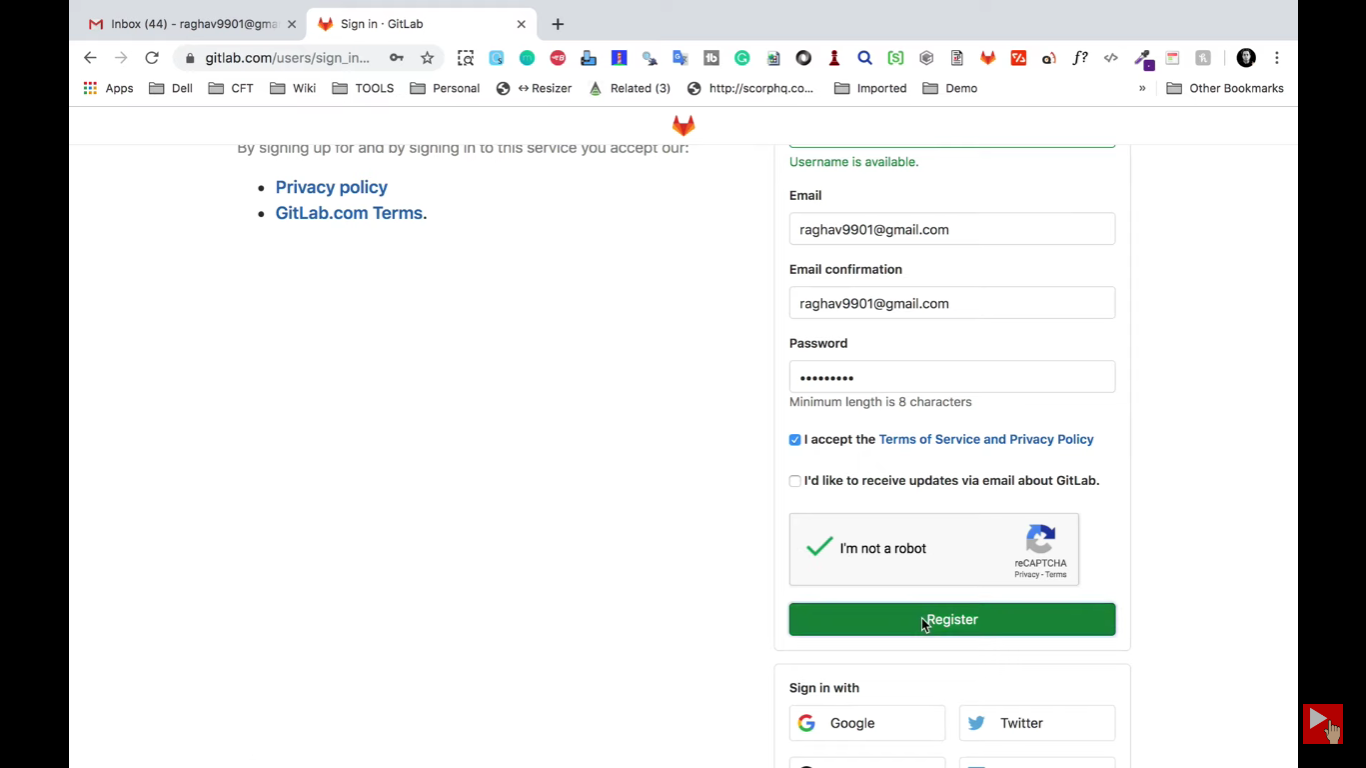 Inbox (44) - raghav9901@gma
Sign in · GitLab
gitlab.com/users/sign_in...
Apps
Dell
CFT
Wiki
TOOLS
Personal
↔ Resizer
Related (3)
http://scorphq.co...
Imported
Demo
»
Other Bookmarks
By signing up for and by signing in to this service you accept our:
• Privacy policy
• GitLab.com Terms.
Username is available.
Email
raghav9901@gmail.com
Email confirmation
raghav9901@gmail.com
Password
•••••••••
Minimum length is 8 characters
I accept the Terms of Service and Privacy Policy
I'd like to receive updates via email about GitLab.
I'm not a robot
reCAPTCHA
Privacy - Terms
Register
Sign in with
Google
Twitter